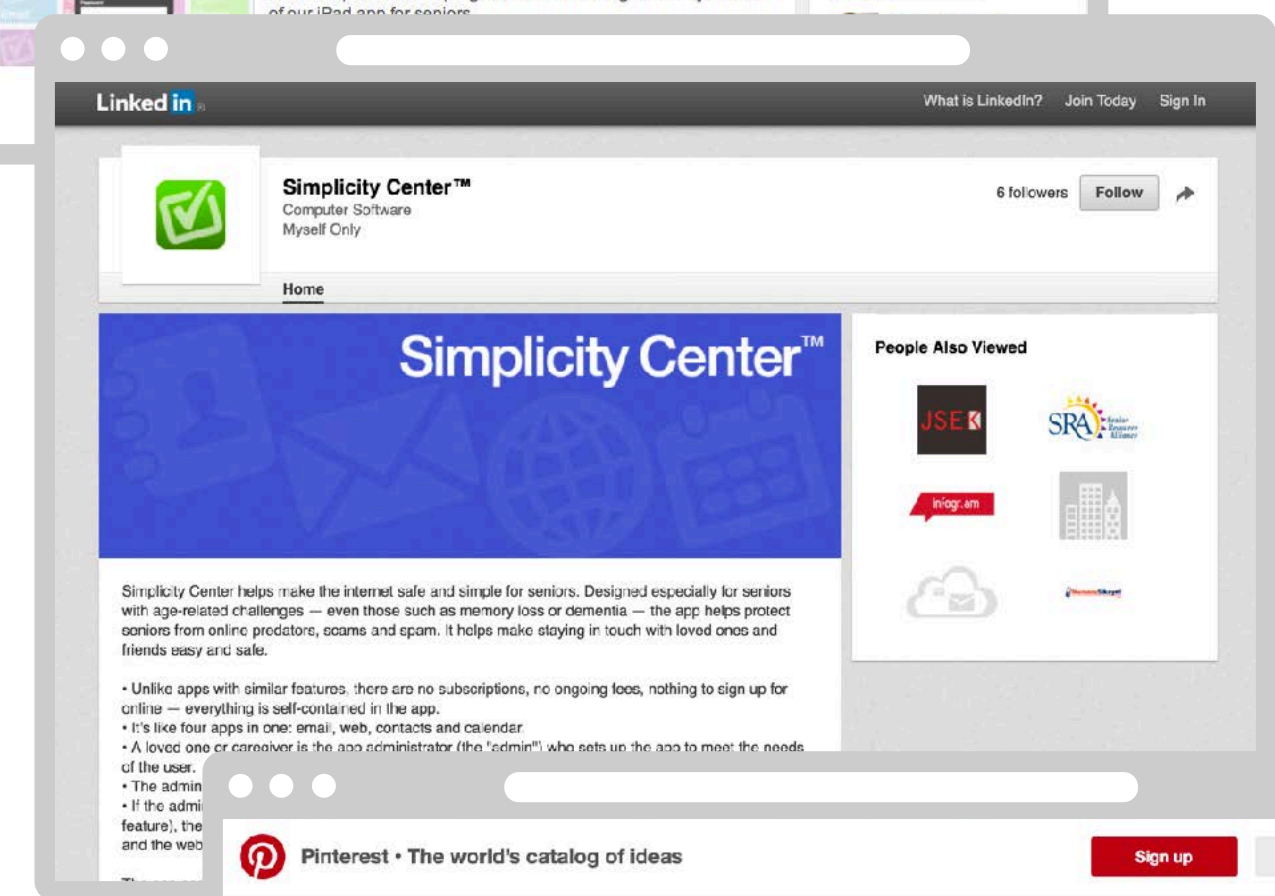 of our iPad app for seniors
Linked in
What is LinkedIn? Join Today Sign In
Simplicity Center™
Computer Software
Myself Only
6 followers Follow
Home
Simplicity Center™
People Also Viewed
JSEK
SRA Senior Resource Alliance
infogr.am
Simplicity Center helps make the internet safe and simple for seniors. Designed especially for seniors
with age-related challenges — even those such as memory loss or dementia — the app helps protect
seniors from online predators, scams and spam. It helps make staying in touch with loved ones and
friends easy and safe.
• Unlike apps with similar features, there are no subscriptions, no ongoing fees, nothing to sign up for
online — everything is self-contained in the app.
• It's like four apps in one: email, web, contacts and calendar.
• A loved one or caregiver is the app administrator (the "admin") who sets up the app to meet the needs
of the user.
• The admin
• If the admi
feature), the
and the web
Pinterest • The world's catalog of ideas
Sign up